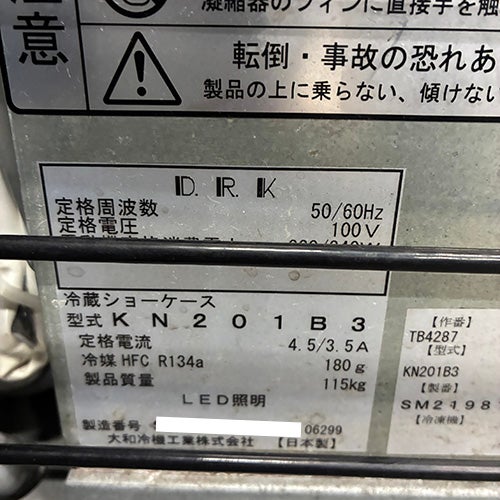 注意
凝縮器のフィンに直接手を触
転倒・事故の恐れあ
製品の上に乗らない、傾けない
D.R.K
定格周波数 50/60Hz
定格電圧 100V
冷蔵ショーケース
型式 KN201B3
定格電流 4.5/3.5A
冷媒 HFC R134a 180g
製品質量 115kg
LED照明
製造番号 06299
大和冷機工業株式会社 【日本製】
【作番】
TB4287
【型式】
KN201B3
【製番】
SM2198
【冷凍機】